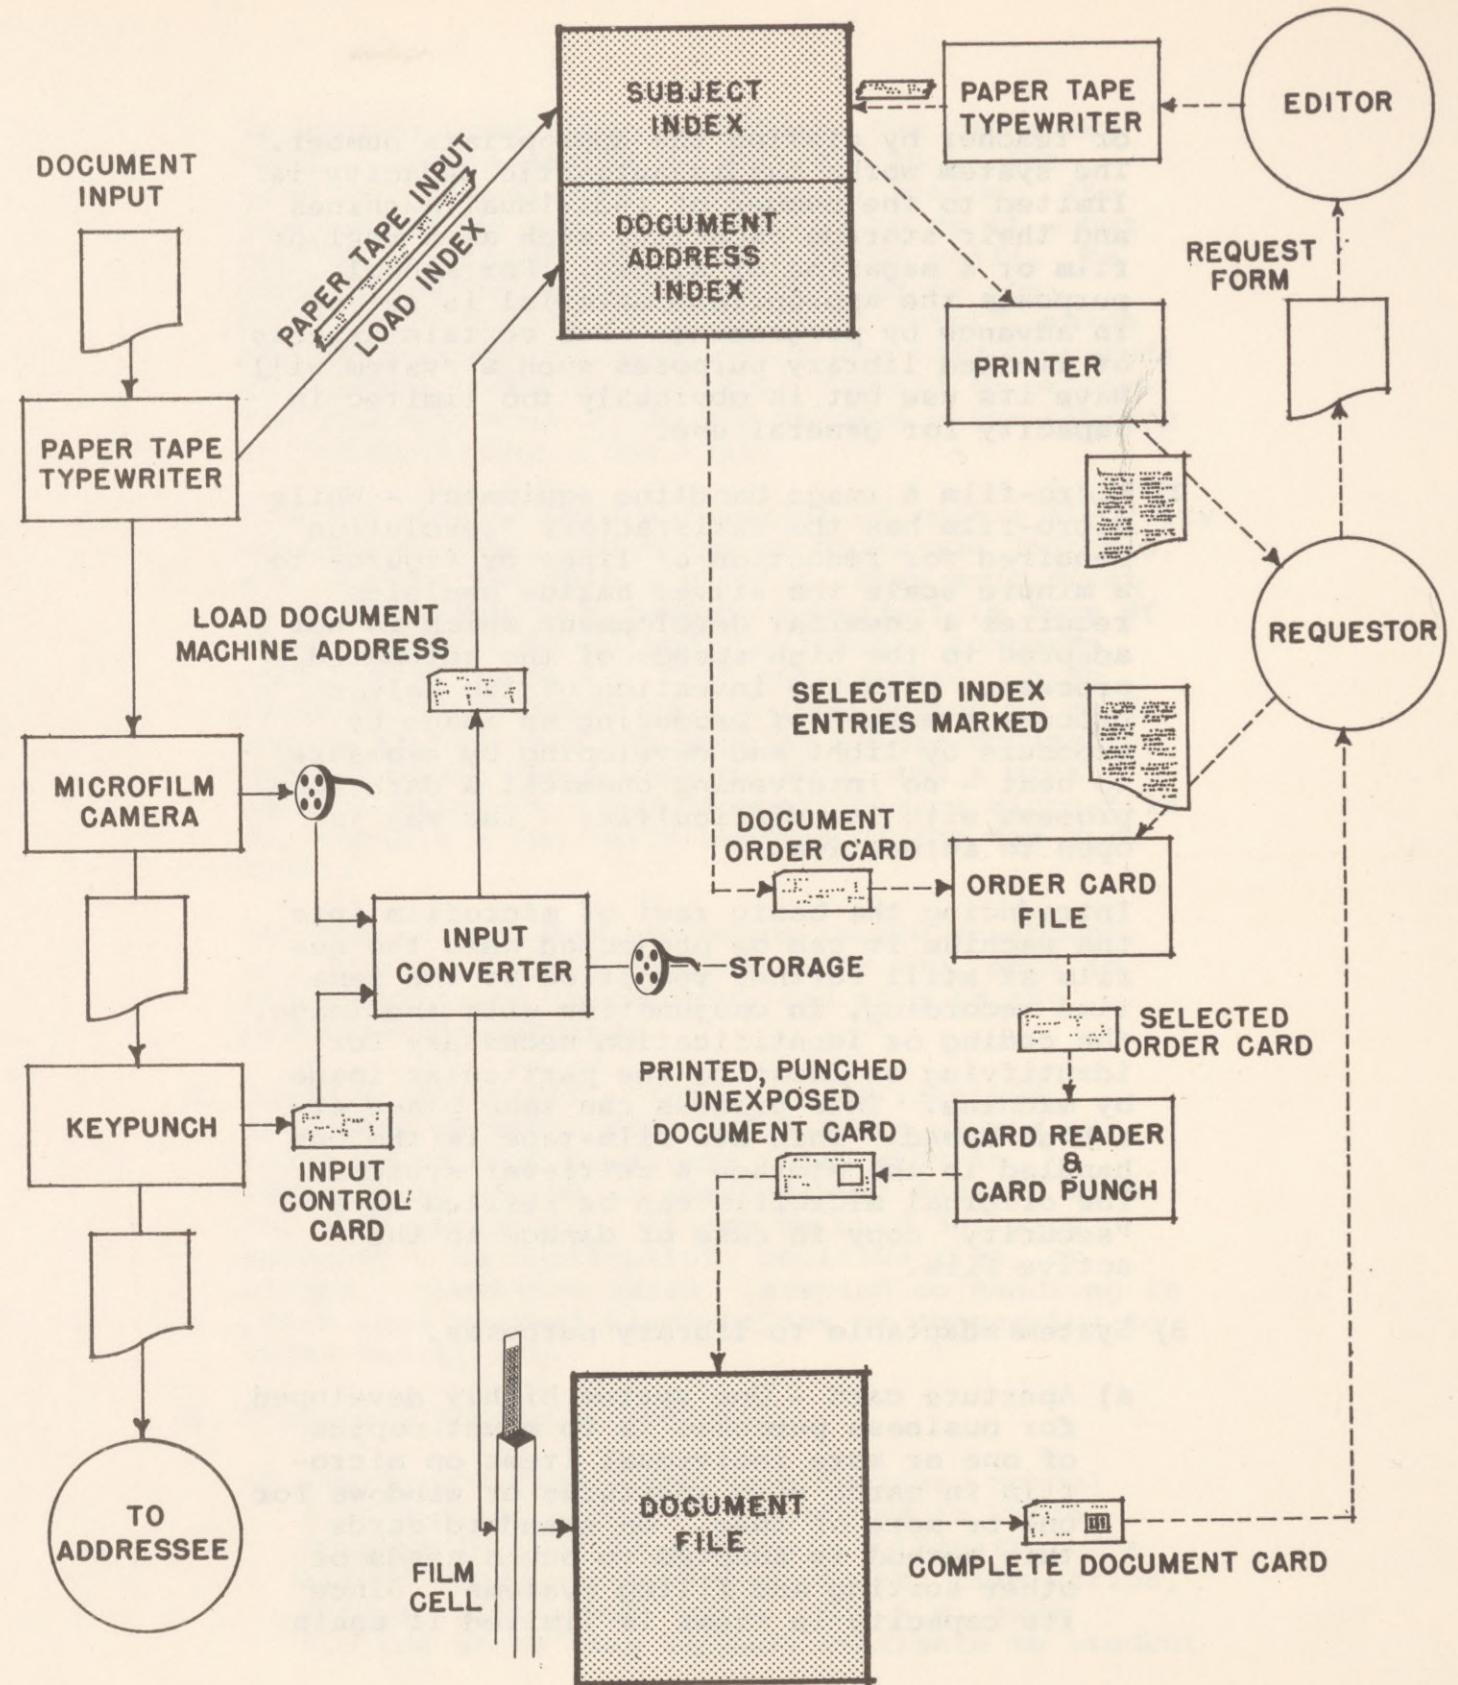 DOCUMENT
INPUT
PAPER TAPE
TYPEWRITER
PAPER TAPE INPUT
LOAD INDEX
SUBJECT
INDEX
DOCUMENT
ADDRESS
INDEX
PAPER TAPE
TYPEWRITER
EDITOR
REQUEST
FORM
PRINTER
REQUESTOR
LOAD DOCUMENT
MACHINE ADDRESS
SELECTED INDEX
ENTRIES MARKED
MICROFILM
CAMERA
DOCUMENT
ORDER CARD
ORDER CARD
FILE
INPUT
CONVERTER
STORAGE
SELECTED
ORDER CARD
KEYPUNCH
INPUT
CONTROL
CARD
PRINTED, PUNCHED
UNEXPOSED
DOCUMENT CARD
CARD READER
&
CARD PUNCH
TO
ADDRESSEE
FILM
CELL
DOCUMENT
FILE
COMPLETE DOCUMENT CARD